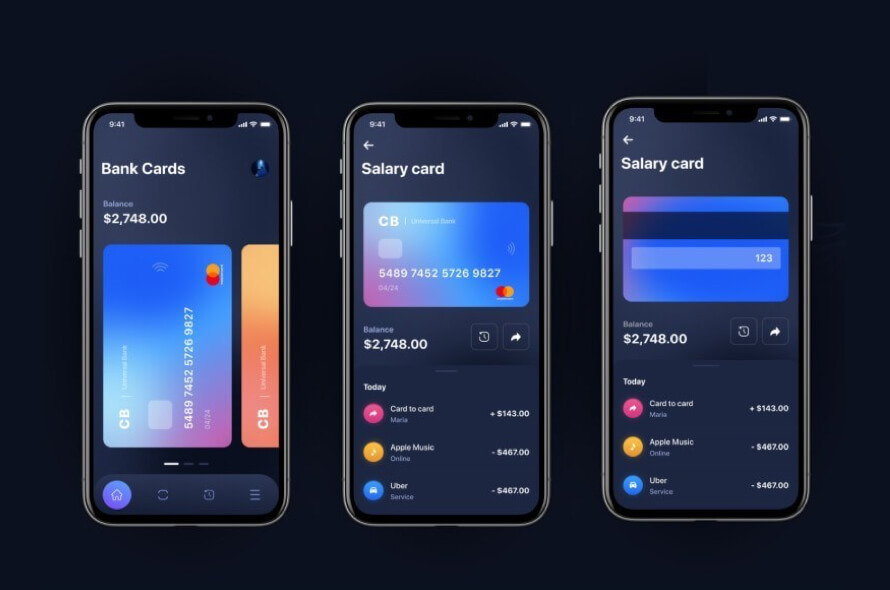 9:41
Bank Cards
Balance
$2,748.00
CB | Universal Bank
5489 7452 5726 9827
04/24
CB | Universal Bank
9:41
Salary card
CB | Universal Bank
5489 7452 5726 9827
04/24
Balance
$2,748.00
Today
Card to card
+ $143.00
Maria
Apple Music
- $467.00
Online
Uber
- $467.00
Service
9:41
Salary card
123
Balance
$2,748.00
Today
Card to card
+ $143.00
Maria
Apple Music
- $467.00
Online
Uber
- $467.00
Service